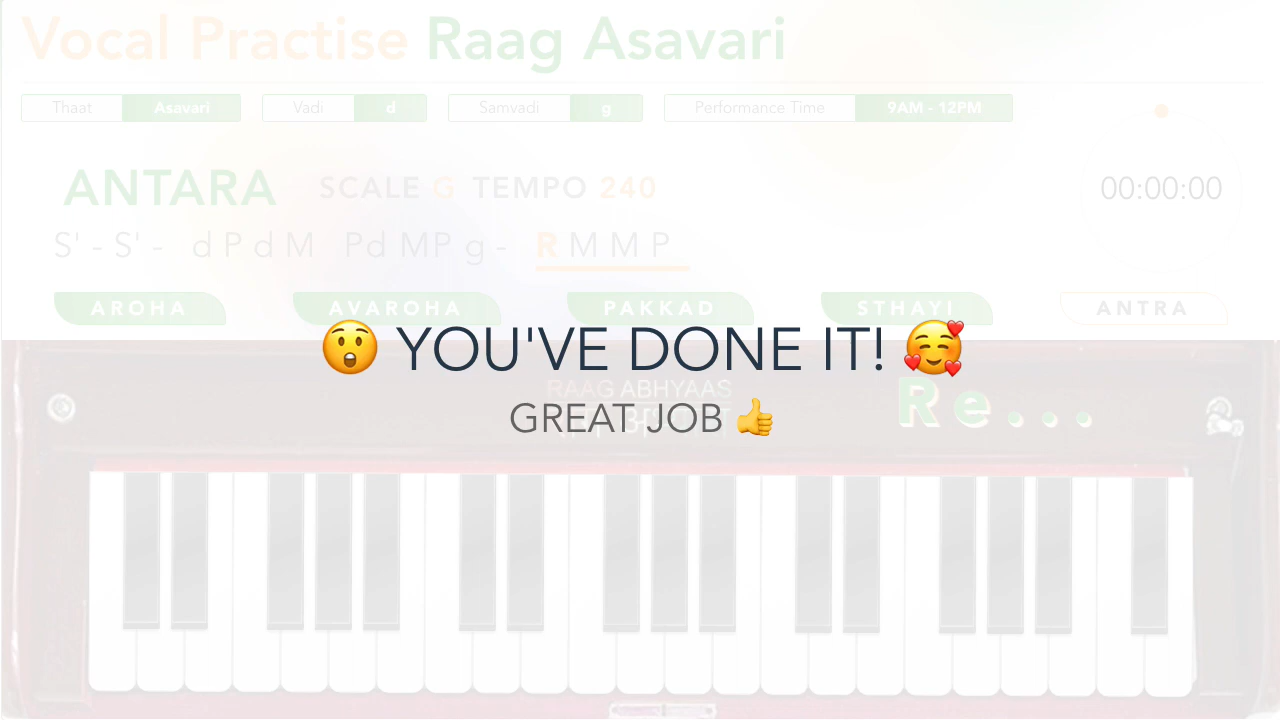 Vocal Practise Raag Asavari
Thaat Asavari Vadi d Samvadi g Performance Time 9AM - 12PM
ANTARA SCALE G TEMPO 240
00:00:00
S' - S' - d P d M Pd MP g - R M M P
AROHA AVAROHA PAKKAD STHAYI ANTRA
😲 YOU'VE DONE IT! 🥰
RAAG ABHYAAS
Re...
GREAT JOB 👍